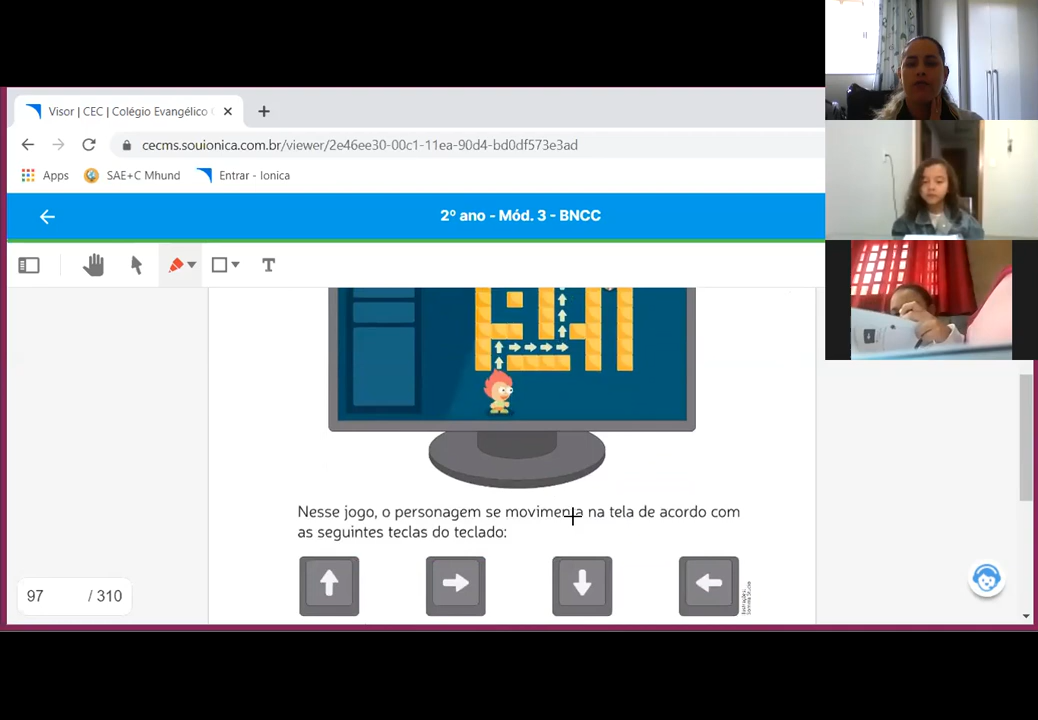 Visor | CEC | Colégio Evangélico
cecms.souionica.com.br/viewer/2e46ee30-00c1-11ea-90d4-bd0df573e3ad
Apps SAE+C Mhund Entrar - Ionica
2º ano - Mód. 3 - BNCC
T
Nesse jogo, o personagem se movimenta na tela de acordo com
as seguintes teclas do teclado:
97 / 310